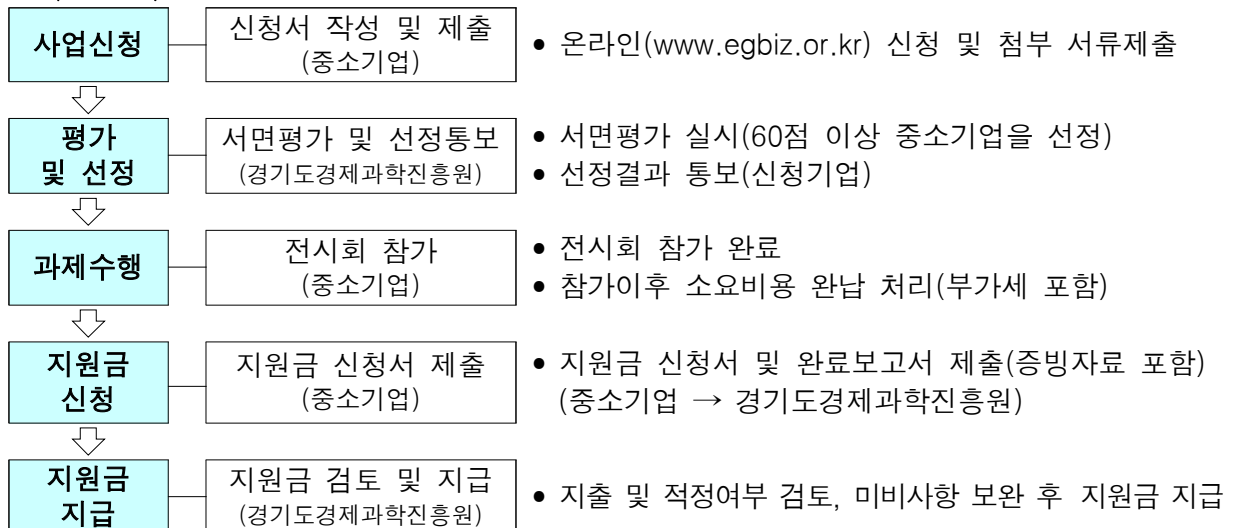 사업신청
신청서 작성 및 제출
(중소기업)
• 온라인(www.egbiz.or.kr) 신청 및 첨부 서류제출
평가
및 선정
서면평가 및 선정통보
(경기도경제과학진흥원)
• 서면평가 실시(60점 이상 중소기업을 선정)
• 선정결과 통보(신청기업)
과제수행
전시회 참가
(중소기업)
• 전시회 참가 완료
• 참가이후 소요비용 완납 처리(부가세 포함)
지원금
신청
지원금 신청서 제출
(중소기업)
• 지원금 신청서 및 완료보고서 제출(증빙자료 포함)
(중소기업 → 경기도경제과학진흥원)
지원금
지급
지원금 검토 및 지급
(경기도경제과학진흥원)
• 지출 및 적정여부 검토, 미비사항 보완 후 지원금 지급